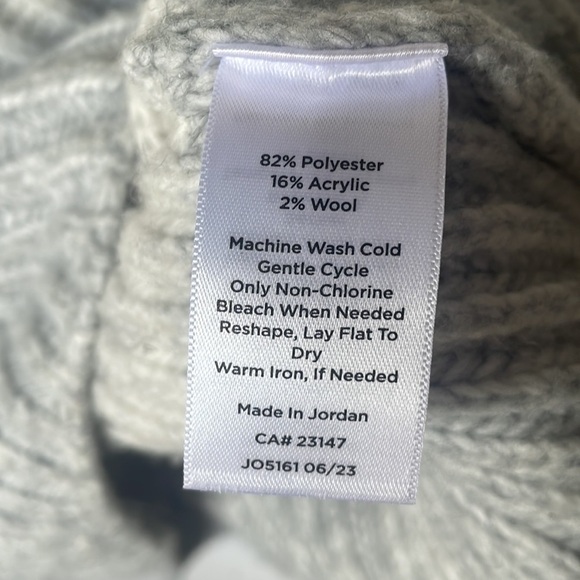 82% Polyester
16% Acrylic
2% Wool
Machine Wash Cold
Gentle Cycle
Only Non-Chlorine
Bleach When Needed
Reshape, Lay Flat To
Dry
Warm Iron, If Needed
Made In Jordan
CA# 23147
JO5161 06/23